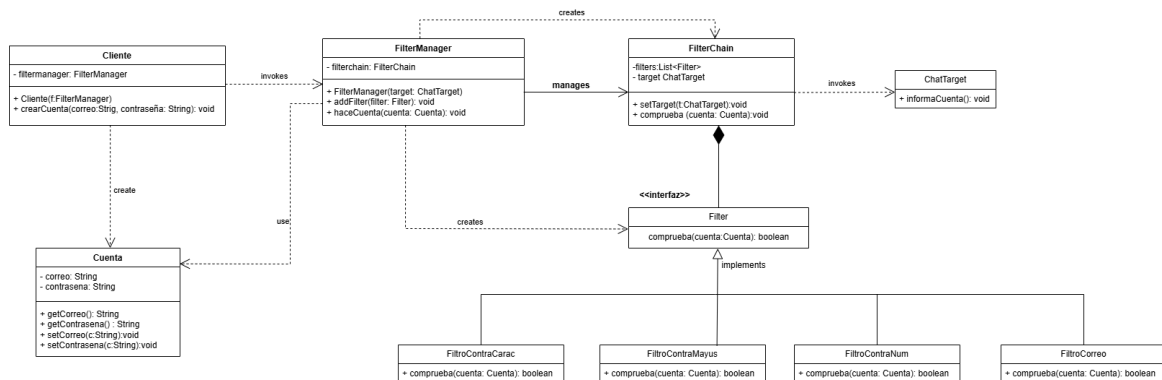 creates
Cliente
- filtermanager: FilterManager
+ Cliente(f:FilterManager)
+ crearCuenta(correo:Strig, contraseña: String): void
invokes
FilterManager
- filterchain: FilterChain
+ FilterManager(target: ChatTarget)
+ addFilter(filter: Filter): void
+ haceCuenta(cuenta: Cuenta): void
manages
FilterChain
-filters:List<Filter>
- target ChatTarget
+ setTarget(t:ChatTarget):void
+ comprueba (cuenta: Cuenta):void
invokes
ChatTarget
+ informaCuenta(): void
create
use
creates
<<interfaz>>
Filter
comprueba(cuenta:Cuenta): boolean
implements
Cuenta
- correo: String
- contrasena: String
+ getCorreo(): String
+ getContrasena() : String
+ setCorreo(c:String):void
+ setContrasena(c:String):void
FiltroContraCarac
+ comprueba(cuenta: Cuenta): boolean
FiltroContraMayus
+ comprueba(cuenta: Cuenta): boolean
FiltroContraNum
+ comprueba(cuenta: Cuenta): boolean
FiltroCorreo
+ comprueba(cuenta: Cuenta): boolean